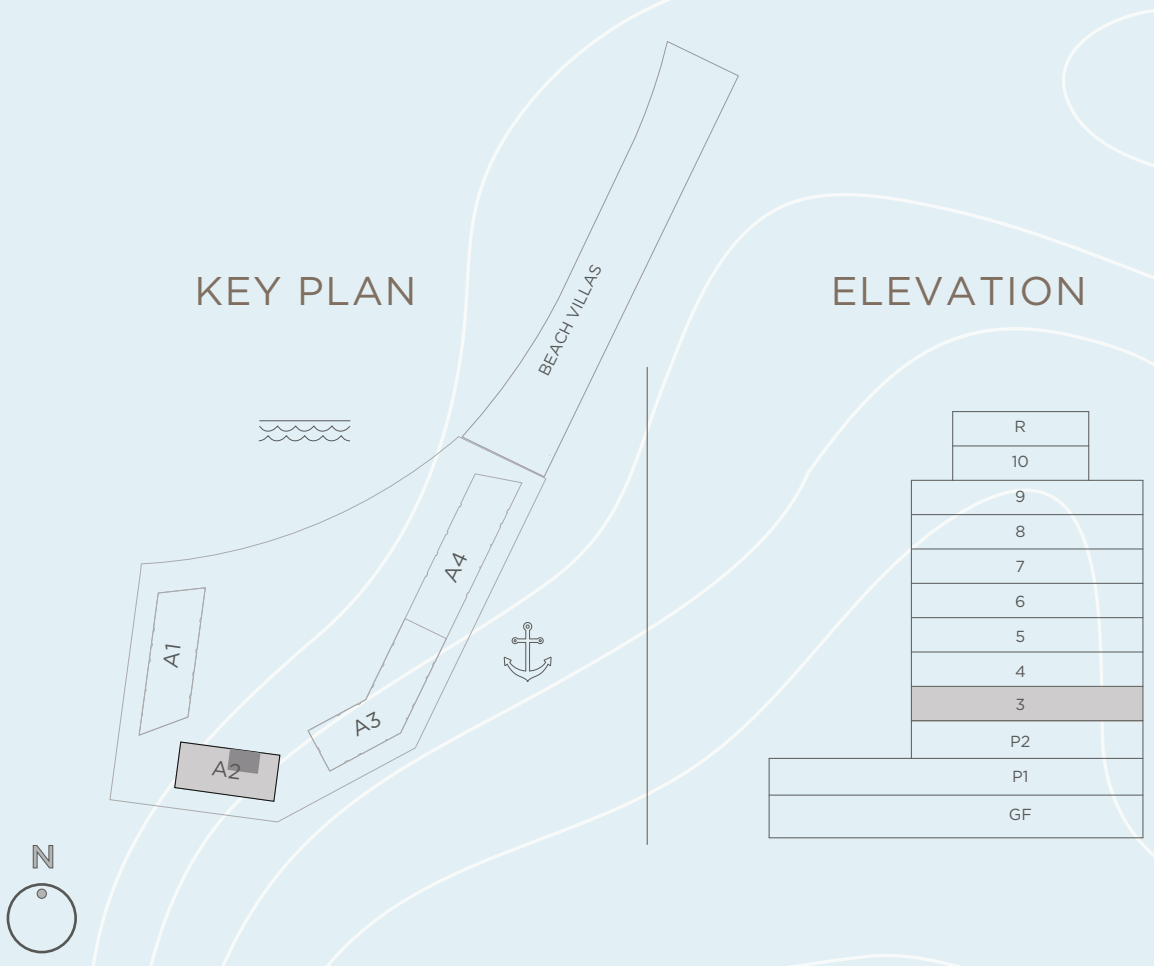 KEY PLAN
BEACH VILLAS
A4
A1
A3
A2
N
ELEVATION
R
10
9
8
7
6
5
4
3
P2
P1
GF